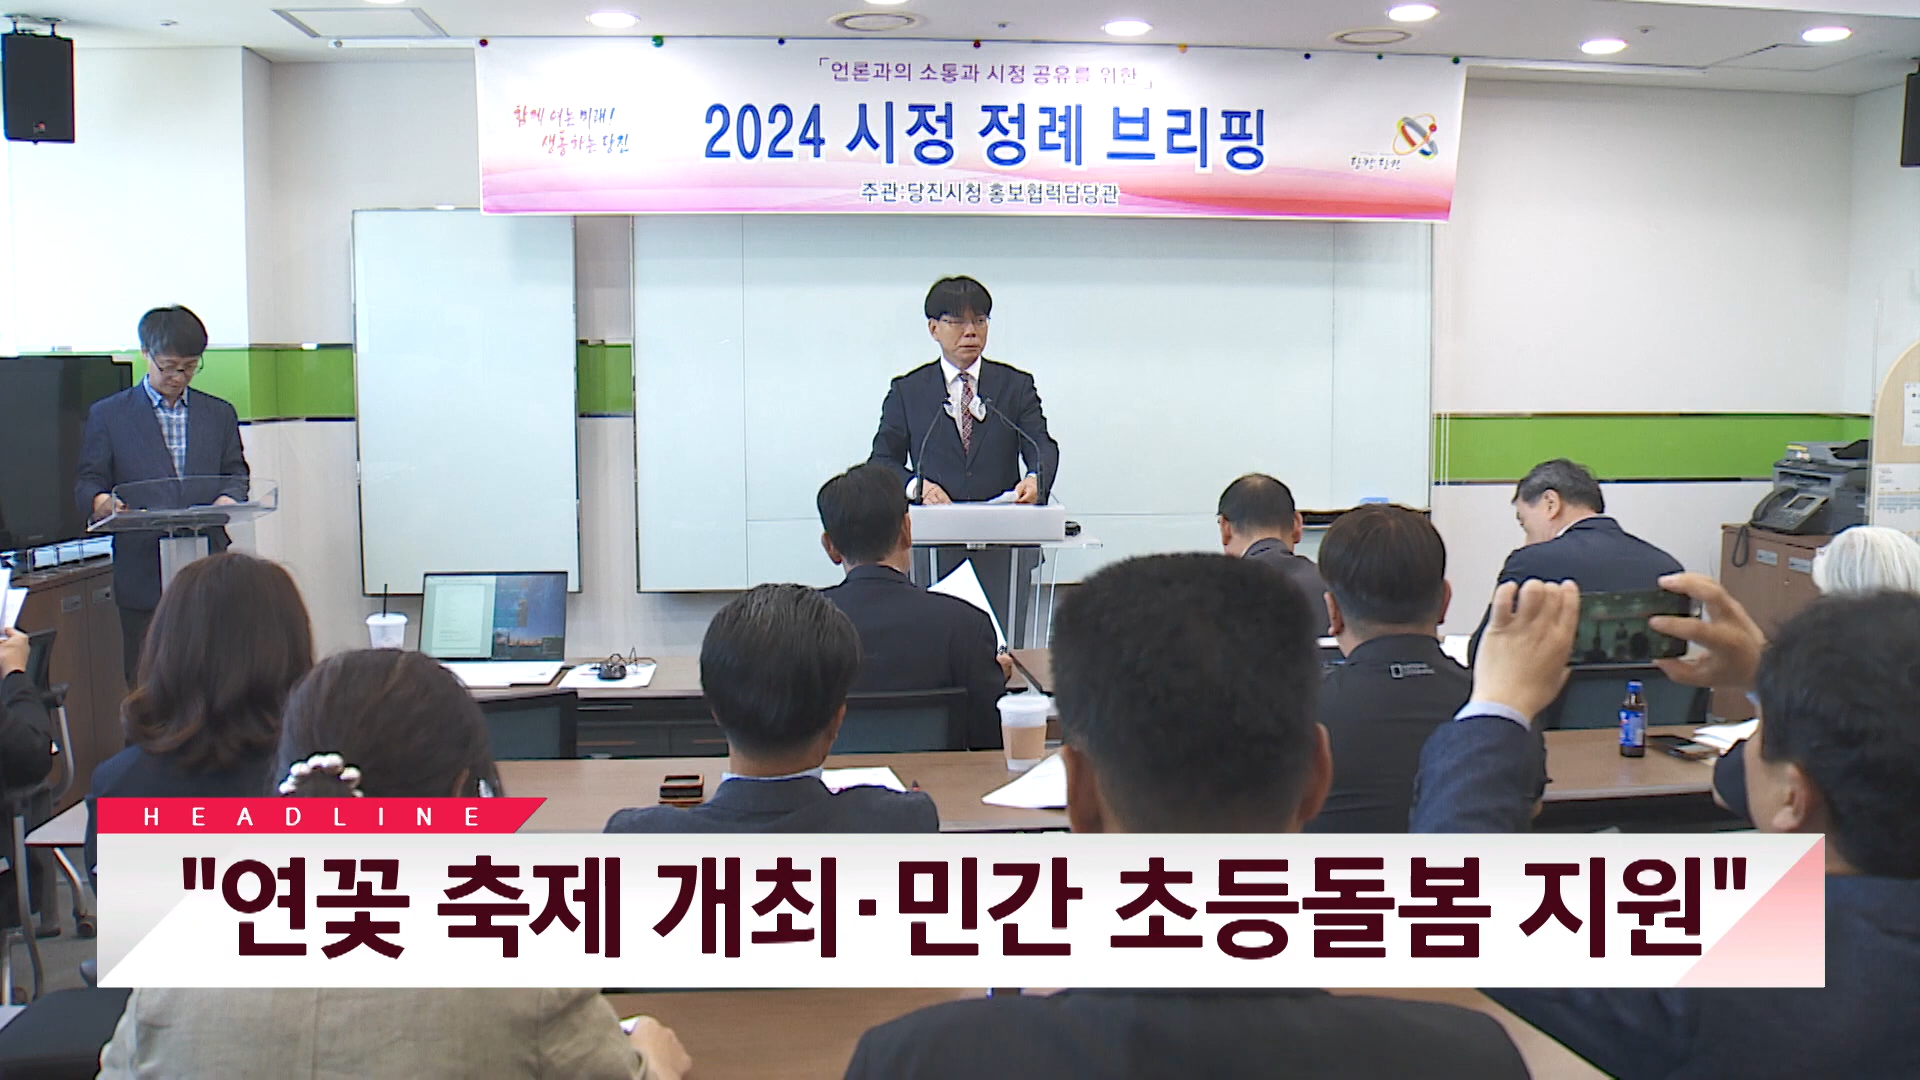 「언론과의 소통과 시정 공유를 위한」
함께 여는 미래!
생동하는 당진
2024 시정 정례 브리핑
주관:당진시청 홍보협력담당관
HEADLINE
"연꽃 축제 개최·민간 초등돌봄 지원"